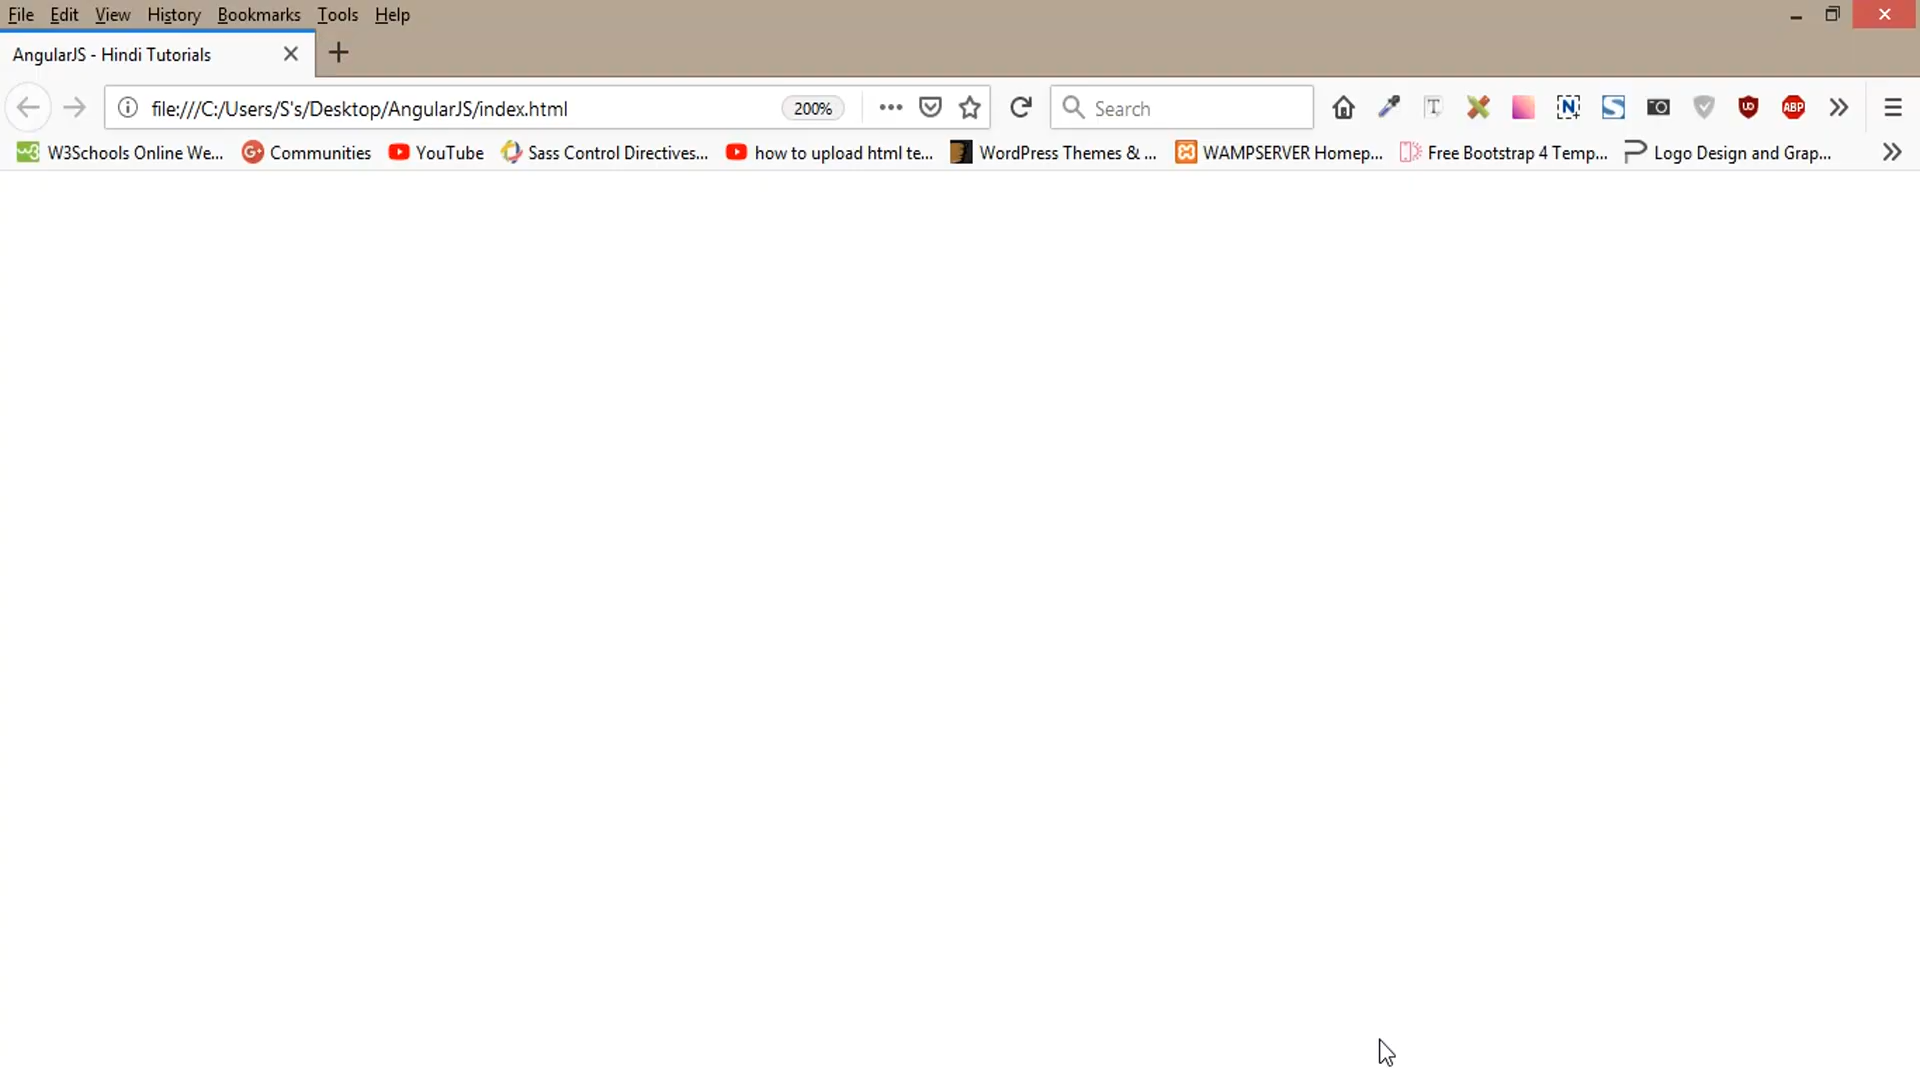 File Edit View History Bookmarks Tools Help
AngularJS - Hindi Tutorials
file:///C:/Users/S's/Desktop/AngularJS/index.html 200% Search
W3Schools Online We... Communities YouTube Sass Control Directives... how to upload html te... WordPress Themes & ... WAMPSERVER Homep... Free Bootstrap 4 Temp... Logo Design and Grap...